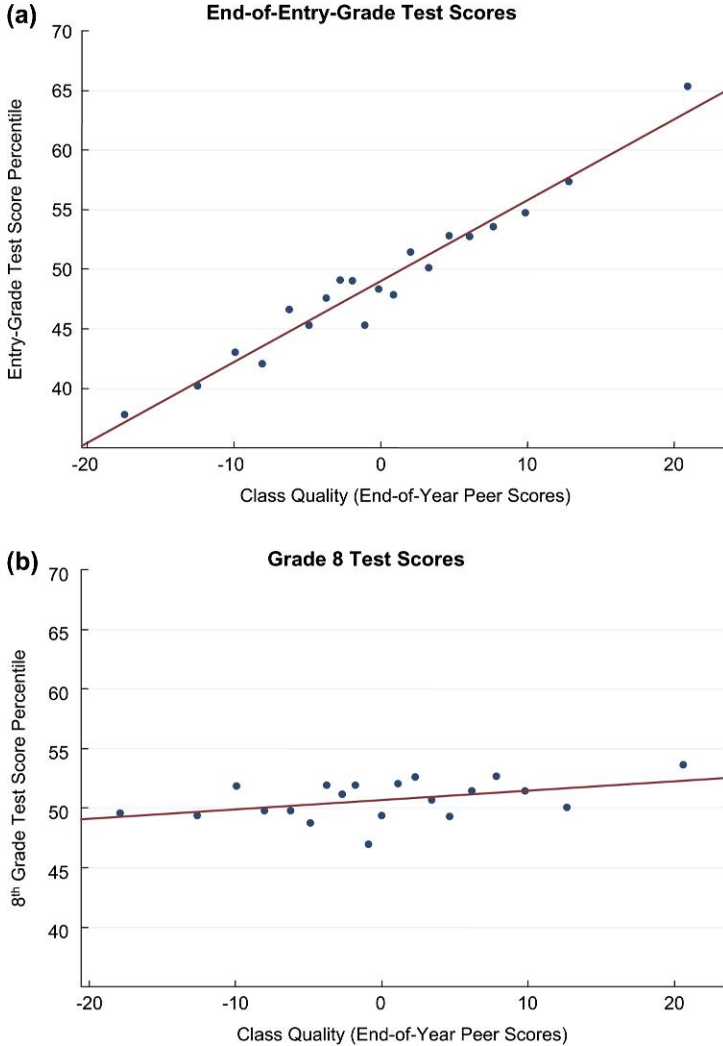 (a) End-of-Entry-Grade Test Scores
70
65
60
55
50
45
40
Entry-Grade Test Score Percentile
-20 -10 0 10 20
Class Quality (End-of-Year Peer Scores)
(b) Grade 8 Test Scores
70
65
60
55
50
45
40
8th Grade Test Score Percentile
-20 -10 0 10 20
Class Quality (End-of-Year Peer Scores)